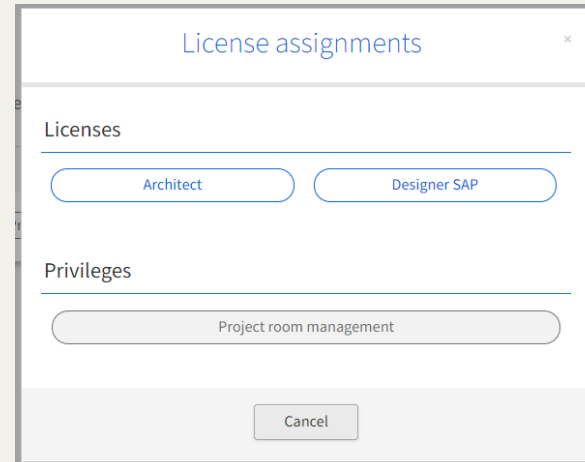 License assignments
×
Licenses
Architect
Designer SAP
Privileges
Project room management
Cancel